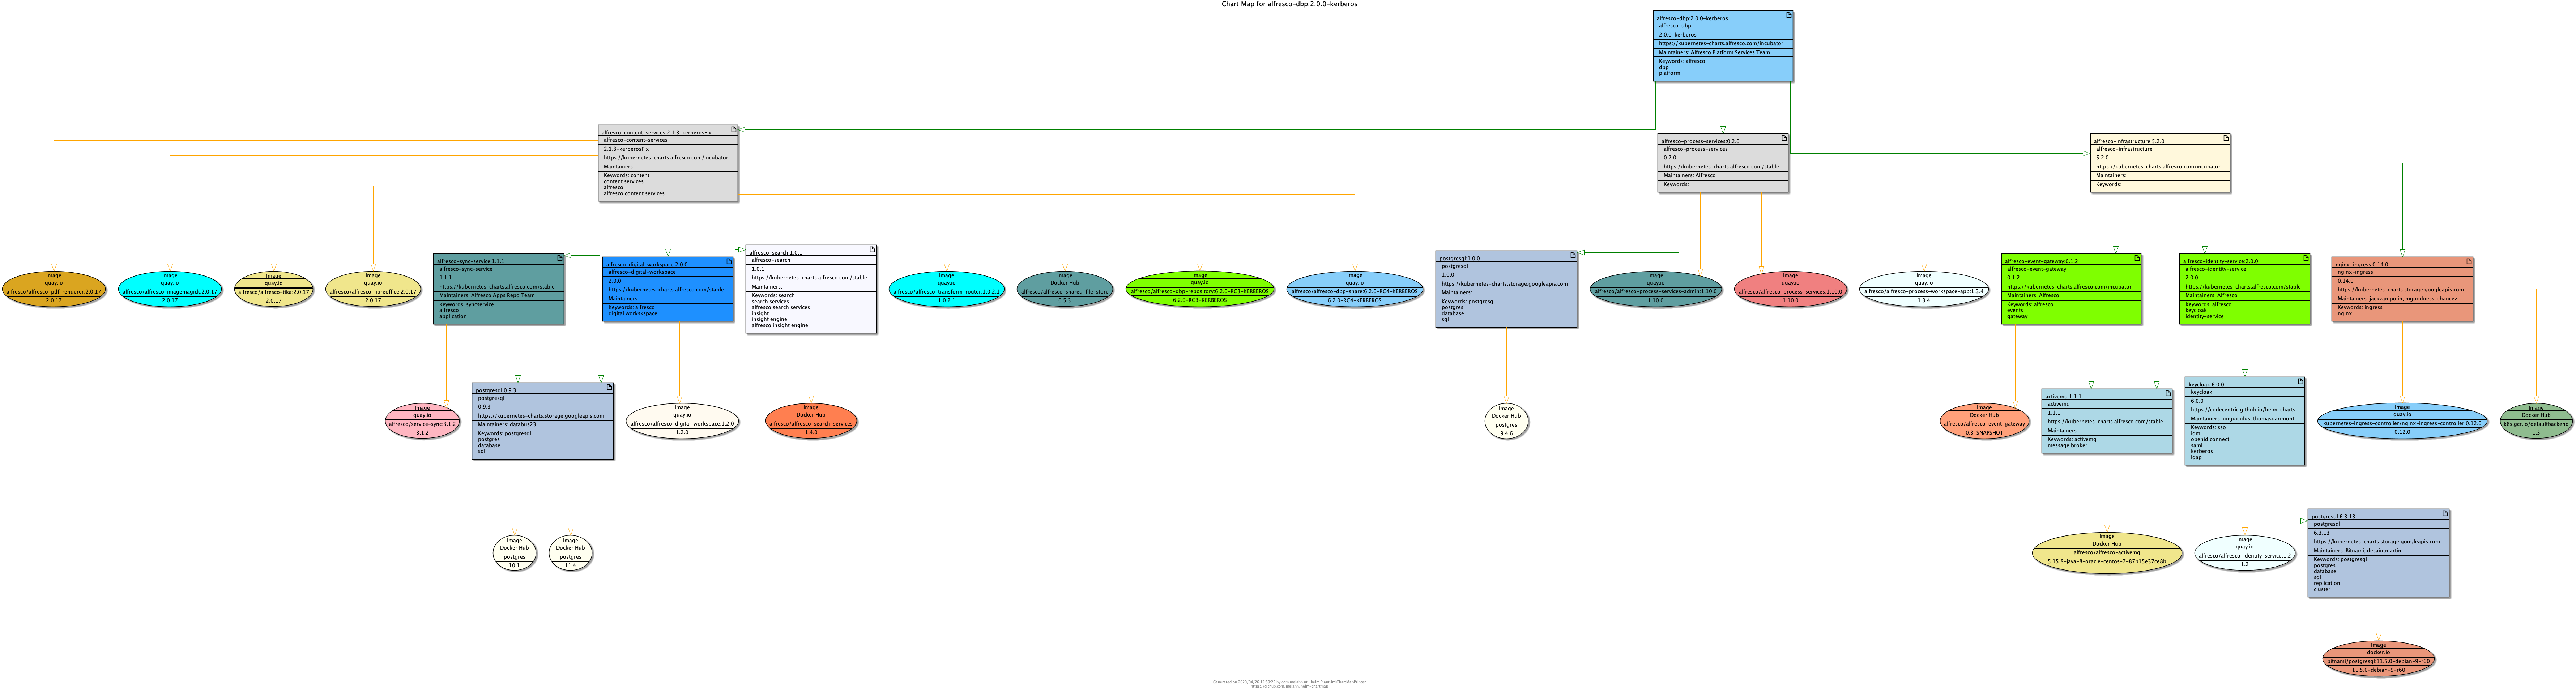 Chart Map for alfresco-dbp:2.0.0-kerberos
alfresco-dbp:2.0.0-kerberos
alfresco-dbp
2.0.0-kerberos
https://kubernetes-charts.alfresco.com/incubator
Maintainers: Alfresco Platform Services Team
Keywords: alfresco
dbp
platform
alfresco-content-services:2.1.3-kerberosFix
alfresco-content-services
2.1.3-kerberosFix
https://kubernetes-charts.alfresco.com/incubator
Maintainers:
Keywords: content
content services
alfresco
alfresco content services
alfresco-process-services:0.2.0
alfresco-process-services
0.2.0
https://kubernetes-charts.alfresco.com/stable
Maintainers: Alfresco
Keywords:
alfresco-infrastructure:5.2.0
alfresco-infrastructure
5.2.0
https://kubernetes-charts.alfresco.com/incubator
Maintainers:
Keywords:
Image
quay.io
alfresco/alfresco-pdf-renderer:2.0.17
2.0.17
Image
quay.io
alfresco/alfresco-imagemagick:2.0.17
2.0.17
Image
quay.io
alfresco/alfresco-tika:2.0.17
2.0.17
Image
quay.io
alfresco/alfresco-libreoffice:2.0.17
2.0.17
alfresco-sync-service:1.1.1
alfresco-sync-service
1.1.1
https://kubernetes-charts.alfresco.com/stable
Maintainers: Alfresco Apps Repo Team
Keywords: syncservice
alfresco
application
alfresco-digital-workspace:2.0.0
alfresco-digital-workspace
2.0.0
https://kubernetes-charts.alfresco.com/stable
Maintainers:
Keywords: alfresco
digital workskspace
alfresco-search:1.0.1
alfresco-search
1.0.1
https://kubernetes-charts.alfresco.com/stable
Maintainers:
Keywords: search
search services
alfresco search services
insight
insight engine
alfresco insight engine
Image
quay.io
alfresco/alfresco-transform-router:1.0.2.1
1.0.2.1
Image
Docker Hub
alfresco/alfresco-shared-file-store
0.5.3
Image
quay.io
alfresco/alfresco-dbp-repository:6.2.0-RC3-KERBEROS
6.2.0-RC3-KERBEROS
Image
quay.io
alfresco/alfresco-dbp-share:6.2.0-RC4-KERBEROS
6.2.0-RC4-KERBEROS
postgresql:1.0.0
postgresql
1.0.0
https://kubernetes-charts.storage.googleapis.com
Maintainers:
Keywords: postgresql
postgres
database
sql
Image
quay.io
alfresco/alfresco-process-services-admin:1.10.0
1.10.0
Image
quay.io
alfresco/alfresco-process-services:1.10.0
1.10.0
Image
quay.io
alfresco/alfresco-process-workspace-app:1.3.4
1.3.4
alfresco-event-gateway:0.1.2
alfresco-event-gateway
0.1.2
https://kubernetes-charts.alfresco.com/incubator
Maintainers: Alfresco
Keywords: alfresco
events
gateway
alfresco-identity-service:2.0.0
alfresco-identity-service
2.0.0
https://kubernetes-charts.alfresco.com/stable
Maintainers: Alfresco
Keywords: alfresco
keycloak
identity-service
nginx-ingress:0.14.0
nginx-ingress
0.14.0
https://kubernetes-charts.storage.googleapis.com
Maintainers: jackzampolin, mgoodness, chancez
Keywords: ingress
nginx
Image
quay.io
alfresco/service-sync:3.1.2
3.1.2
postgresql:0.9.3
postgresql
0.9.3
https://kubernetes-charts.storage.googleapis.com
Maintainers: databus23
Keywords: postgresql
postgres
database
sql
Image
quay.io
alfresco/alfresco-digital-workspace:1.2.0
1.2.0
Image
Docker Hub
alfresco/alfresco-search-services
1.4.0
Image
Docker Hub
postgres
9.4.6
Image
Docker Hub
alfresco/alfresco-event-gateway
0.3-SNAPSHOT
activemq:1.1.1
activemq
1.1.1
https://kubernetes-charts.alfresco.com/stable
Maintainers:
Keywords: activemq
message broker
keycloak:6.0.0
keycloak
6.0.0
https://codecentric.github.io/helm-charts
Maintainers: unguiculus, thomasdarimont
Keywords: sso
idm
openid connect
saml
kerberos
ldap
Image
quay.io
kubernetes-ingress-controller/nginx-ingress-controller:0.12.0
0.12.0
Image
Docker Hub
k8s.gcr.io/defaultbackend
1.3
Image
Docker Hub
postgres
10.1
Image
Docker Hub
postgres
11.4
Image
Docker Hub
alfresco/alfresco-activemq
5.15.8-java-8-oracle-centos-7-87b15e37ce8b
Image
quay.io
alfresco/alfresco-identity-service:1.2
1.2
postgresql:6.3.13
postgresql
6.3.13
https://kubernetes-charts.storage.googleapis.com
Maintainers: Bitnami, desaintmartin
Keywords: postgresql
postgres
database
sql
replication
cluster
Image
docker.io
bitnami/postgresql:11.5.0-debian-9-r60
11.5.0-debian-9-r60
https://github.com/melahn/helm-chartmap